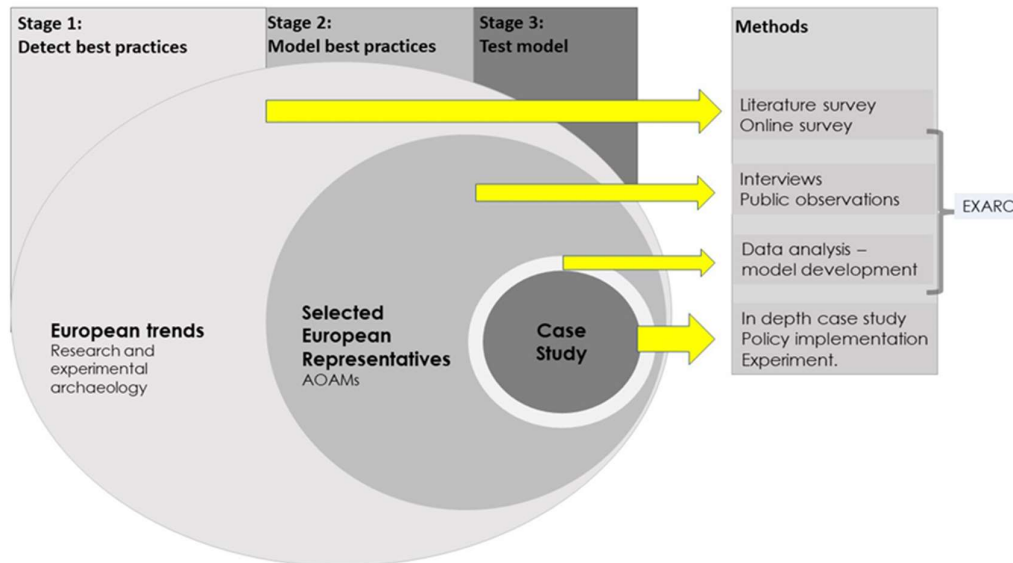 Stage 1:
Detect best practices
Stage 2:
Model best practices
Stage 3:
Test model
Methods
Literature survey
Online survey
Interviews
Public observations
EXARC
Data analysis –
model development
In depth case study
Policy implementation
Experiment.
European trends
Research and
experimental
archaeology
Selected
European
Representatives
AOAMs
Case
Study